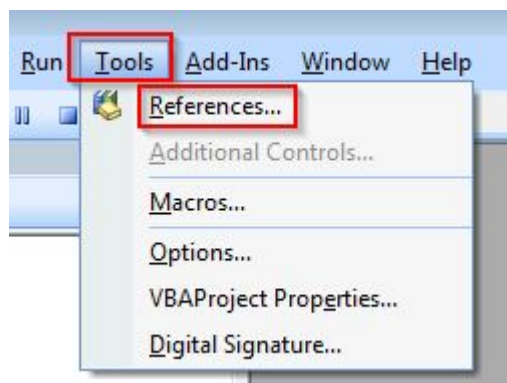 Run Tools Add-Ins Window Help
References...
Additional Controls...
Macros...
Options...
VBAProject Properties...
Digital Signature...